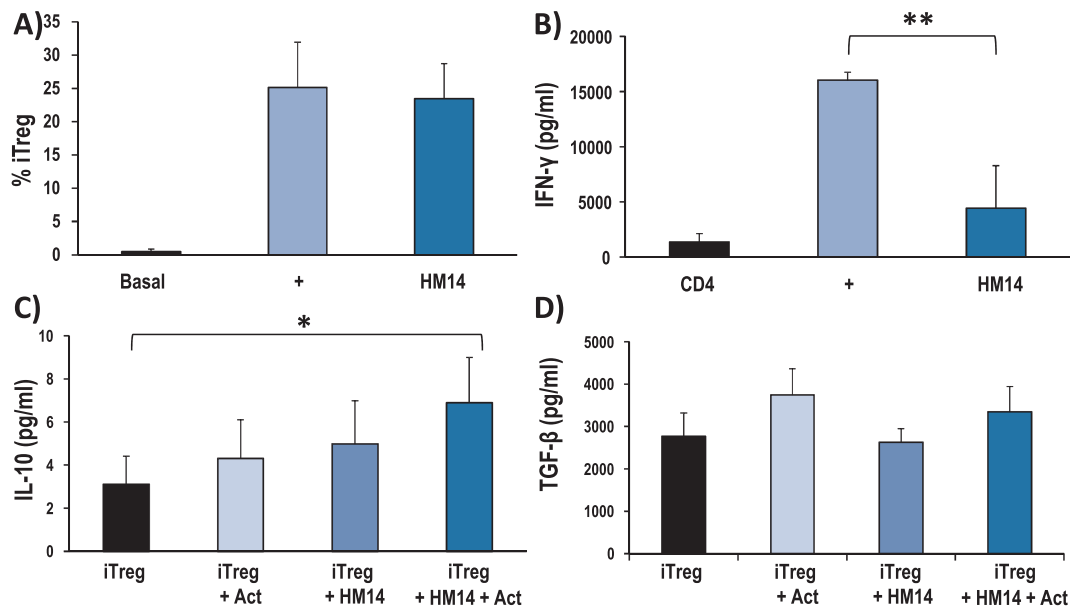 A)
% iTreg
35
30
25
20
15
10
5
0
Basal + HM14
B)
**
IFN-γ (pg/ml)
20000
15000
10000
5000
0
CD4 + HM14
C)
*
IL-10 (pg/ml)
10
8
6
4
2
0
iTreg iTreg iTreg iTreg
+ Act + HM14 + HM14 + Act
D)
TGF-β (pg/ml)
5000
4000
3000
2000
1000
0
iTreg iTreg iTreg iTreg
+ Act + HM14 + HM14 + Act